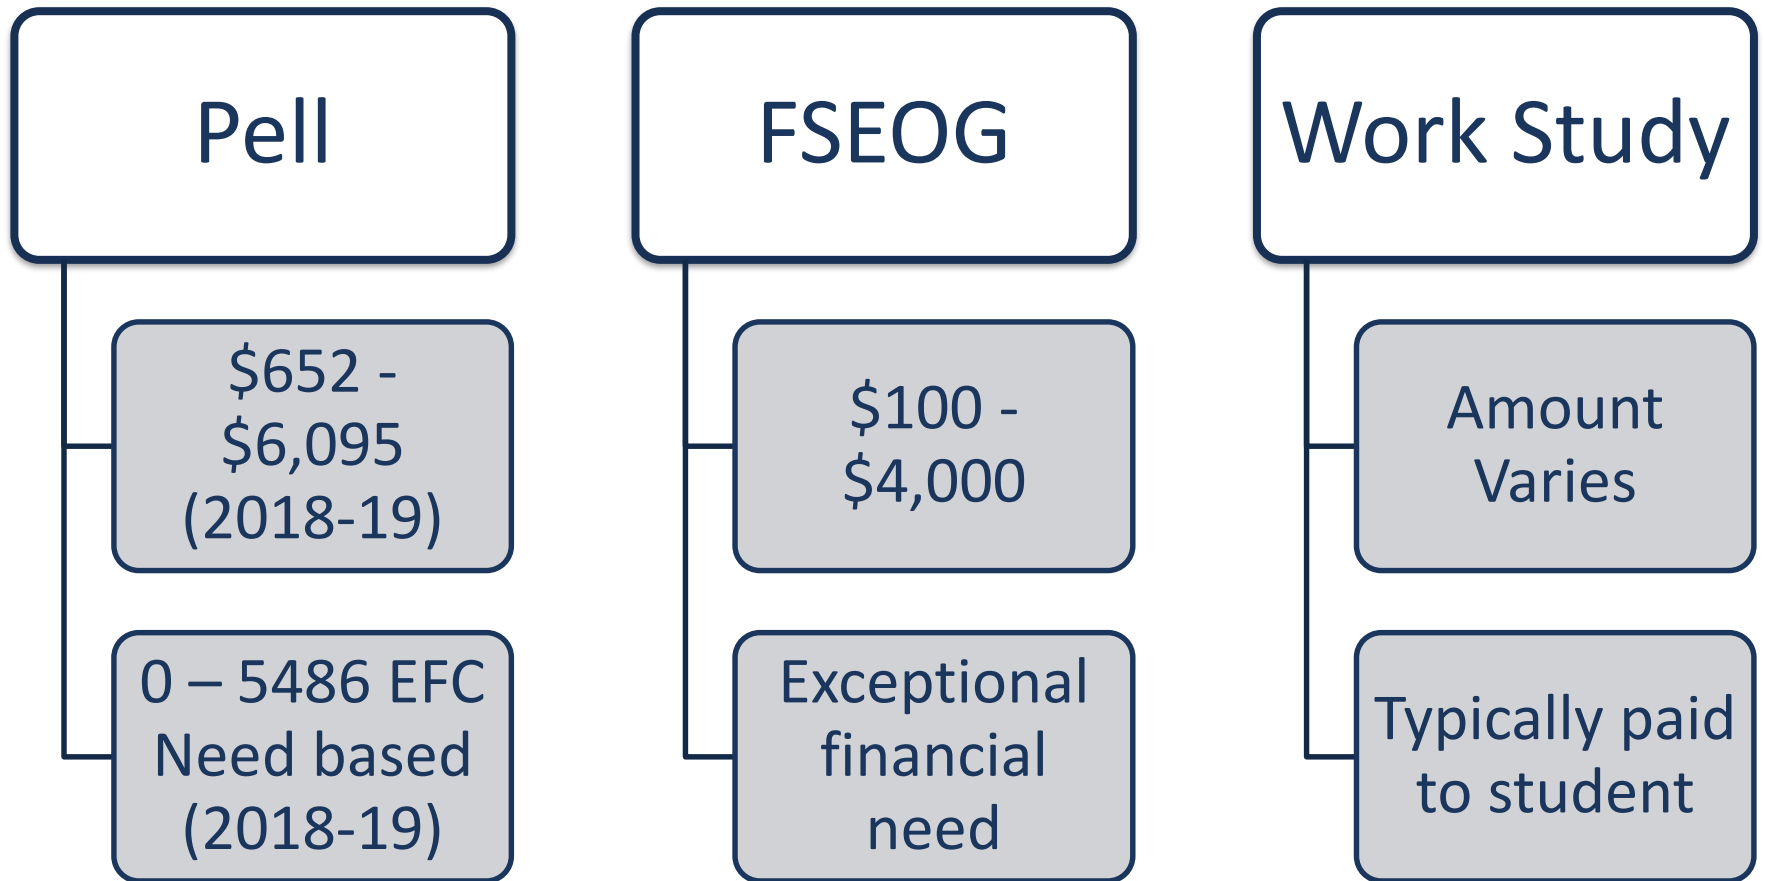 Pell
$652 -
$6,095
(2018-19)
0 – 5486 EFC
Need based
(2018-19)
FSEOG
$100 -
$4,000
Exceptional
financial
need
Work Study
Amount
Varies
Typically paid
to student